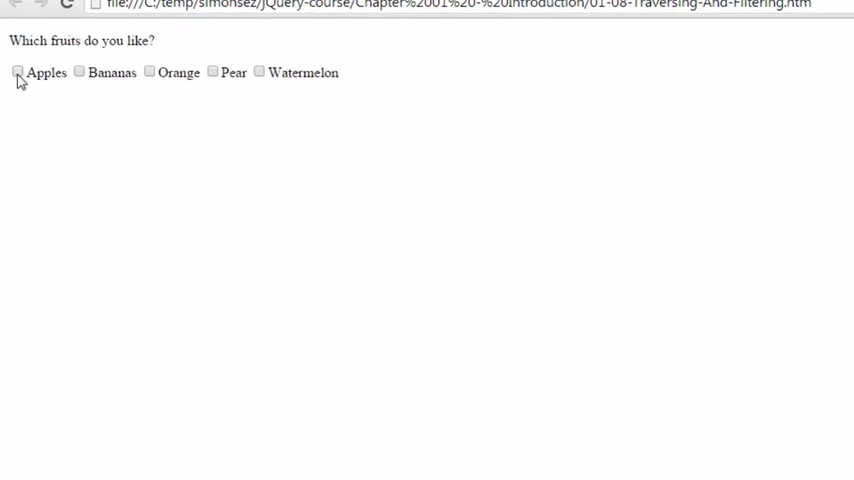 file:///C:/temp/simonsez/jQuery-course/Chapter%2001%20-%20Introduction/01-08-Traversing-And-Filtering.htm
Which fruits do you like?
Apples Bananas Orange Pear Watermelon